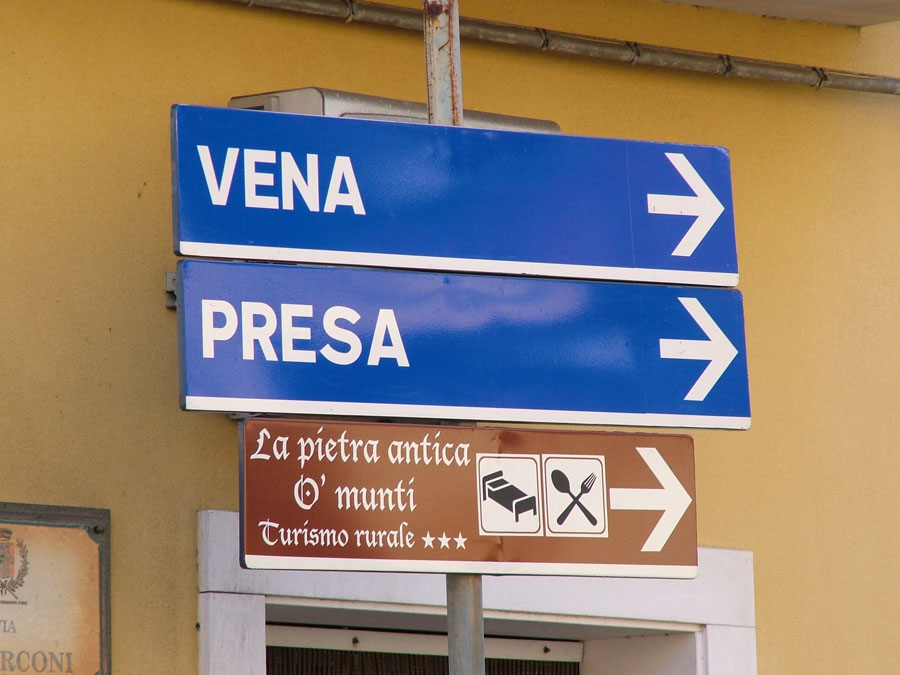 VENA
PRESA
La pietra antica
O' munti
Turismo rurale
VIA
RCONI